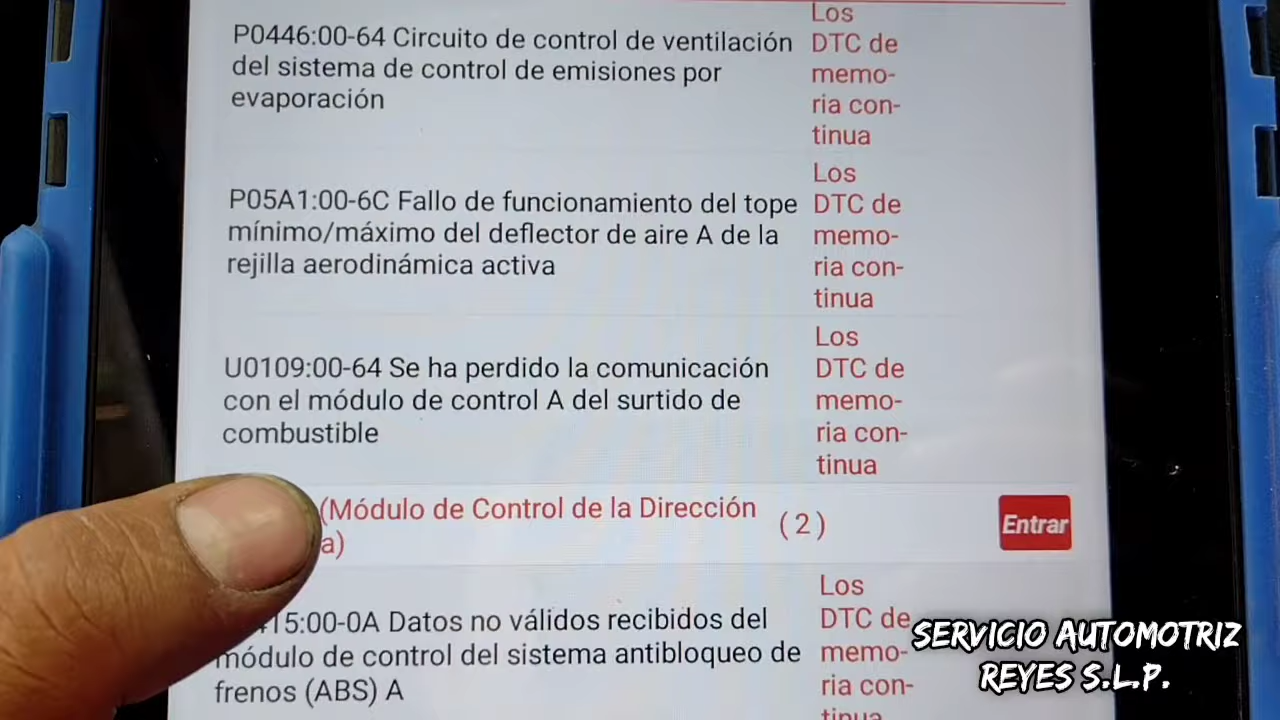 Los
P0446:00-64 Circuito de control de ventilación
DTC de
del sistema de control de emisiones por
memo-
evaporación
ria con-
tinua
Los
P05A1:00-6C Fallo de funcionamiento del tope
DTC de
mínimo/máximo del deflector de aire A de la
memo-
rejilla aerodinámica activa
ria con-
tinua
Los
U0109:00-64 Se ha perdido la comunicación
DTC de
con el módulo de control A del surtido de
memo-
combustible
ria con-
tinua
(Módulo de Control de la Dirección
a)
(2)
Entrar
Los
15:00-0A Datos no válidos recibidos del
DTC de
módulo de control del sistema antibloqueo de
memo-
frenos (ABS) A
ria con-
tinua
SERVICIO AUTOMOTRIZ
REYES S.L.P.